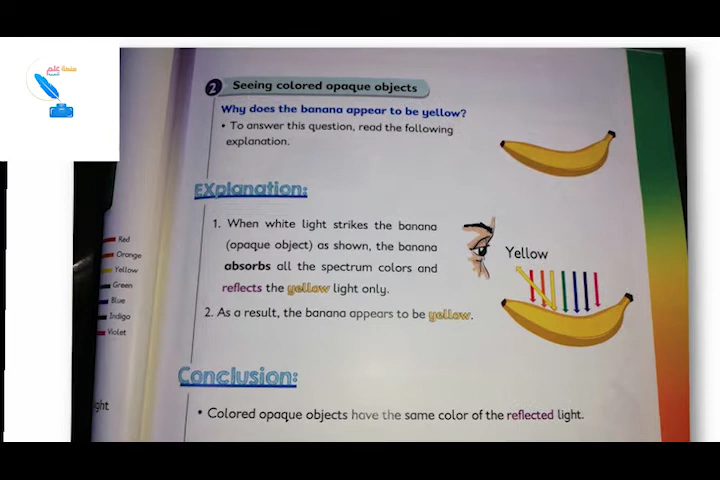 منصة علم
2 Seeing colored opaque objects
Why does the banana appear to be yellow?
• To answer this question, read the following
explanation.
EXplanation:
1. When white light strikes the banana
(opaque object) as shown, the banana
absorbs all the spectrum colors and
reflects the yellow light only.
2. As a result, the banana appears to be yellow.
Yellow
Conclusion:
• Colored opaque objects have the same color of the reflected light.
Red
Orange
Yellow
Green
Blue
Indigo
Violet
ght